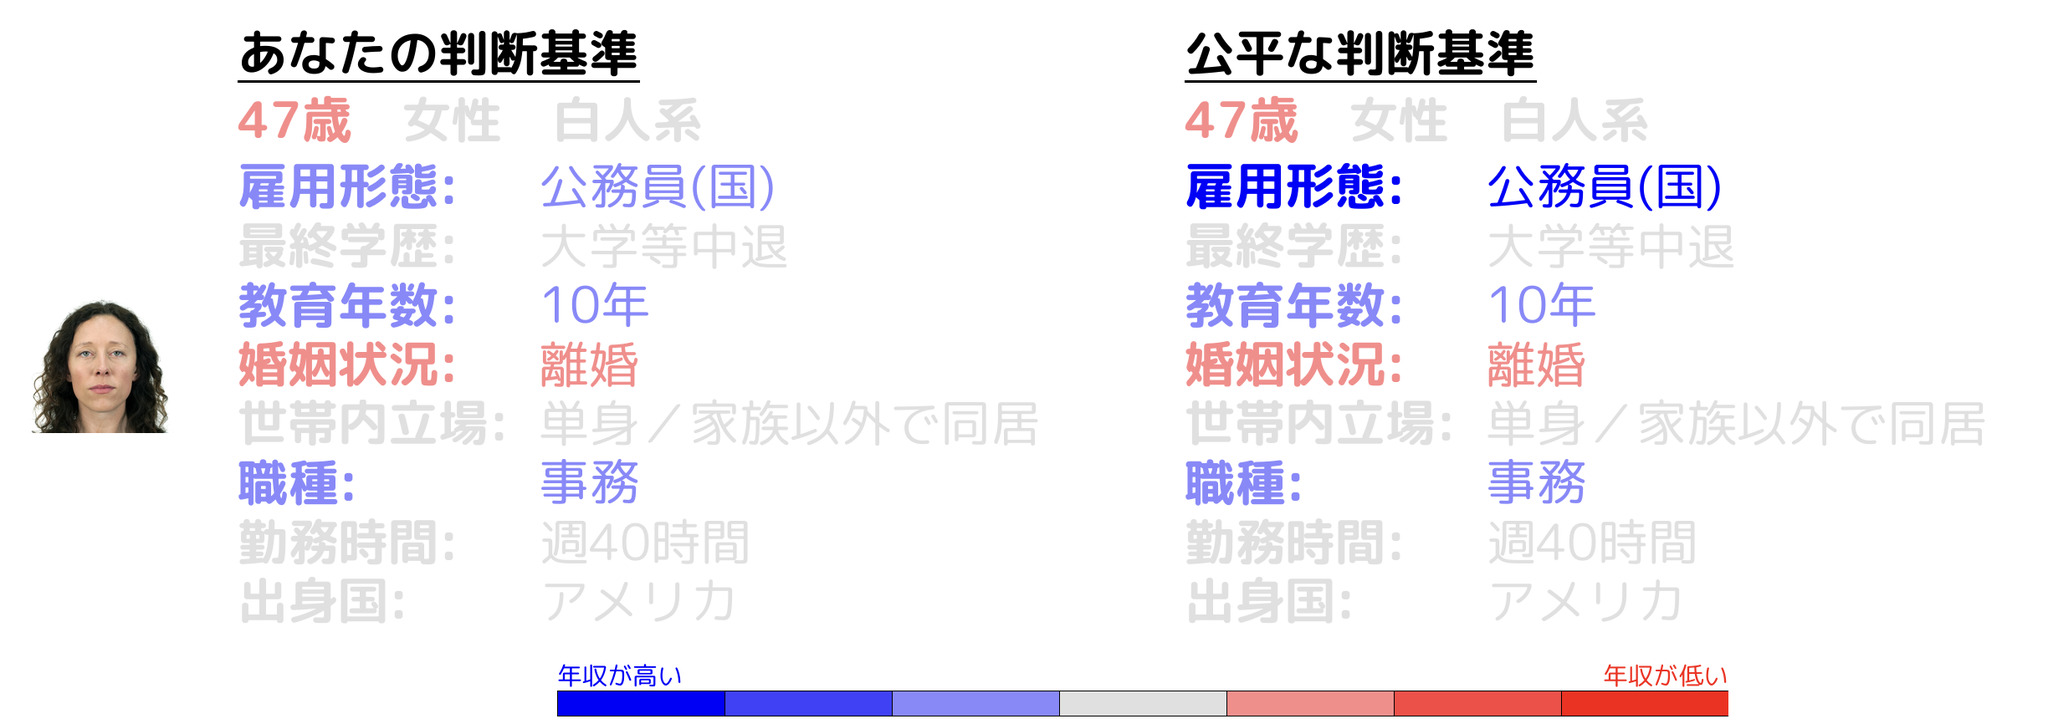 あなたの判断基準
47歳 女性 白人系
雇用形態: 公務員(国)
最終学歴: 大学等中退
教育年数: 10年
婚姻状況: 離婚
世帯内立場: 単身／家族以外で同居
職種: 事務
勤務時間: 週40時間
出身国: アメリカ
公平な判断基準
47歳 女性 白人系
雇用形態: 公務員(国)
最終学歴: 大学等中退
教育年数: 10年
婚姻状況: 離婚
世帯内立場: 単身／家族以外で同居
職種: 事務
勤務時間: 週40時間
出身国: アメリカ
年収が高い
年収が低い